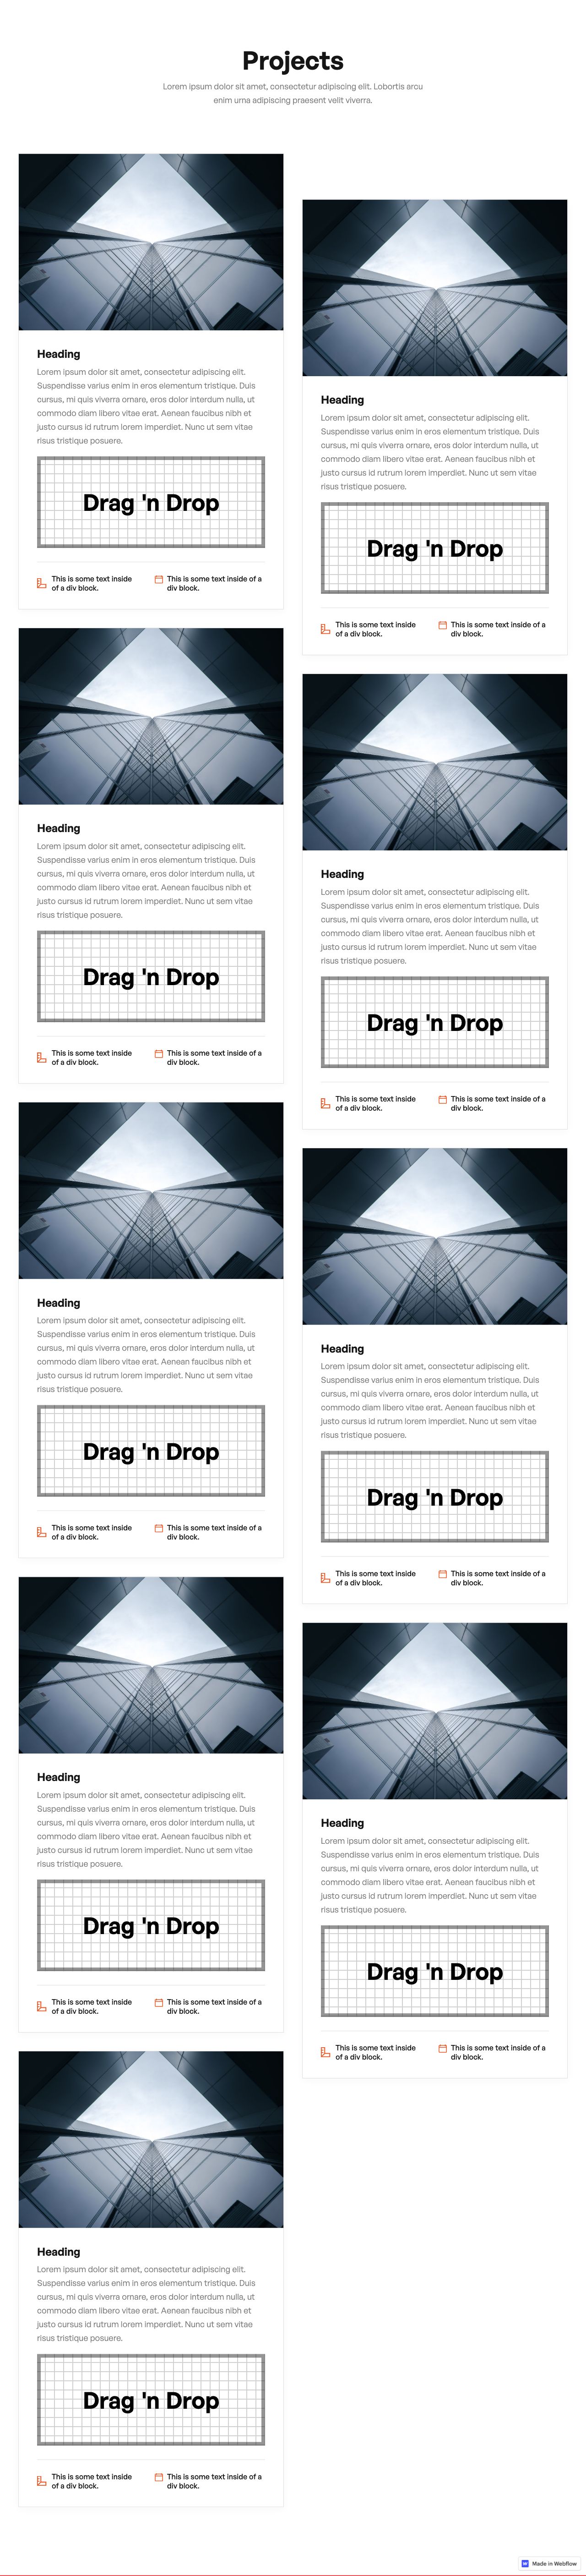 Projects
Lorem ipsum dolor sit amet, consectetur adipiscing elit. Lobortis arcu
enim urna adipiscing praesent velit viverra.
Heading
Lorem ipsum dolor sit amet, consectetur adipiscing elit.
Suspendisse varius enim in eros elementum tristique. Duis
cursus, mi quis viverra ornare, eros dolor interdum nulla, ut
commodo diam libero vitae erat. Aenean faucibus nibh et
justo cursus id rutrum lorem imperdiet. Nunc ut sem vitae
risus tristique posuere.
Drag 'n Drop
This is some text inside
of a div block.
This is some text inside of a
div block.
Heading
Lorem ipsum dolor sit amet, consectetur adipiscing elit.
Suspendisse varius enim in eros elementum tristique. Duis
cursus, mi quis viverra ornare, eros dolor interdum nulla, ut
commodo diam libero vitae erat. Aenean faucibus nibh et
justo cursus id rutrum lorem imperdiet. Nunc ut sem vitae
risus tristique posuere.
Drag 'n Drop
This is some text inside
of a div block.
This is some text inside of a
div block.
Heading
Lorem ipsum dolor sit amet, consectetur adipiscing elit.
Suspendisse varius enim in eros elementum tristique. Duis
cursus, mi quis viverra ornare, eros dolor interdum nulla, ut
commodo diam libero vitae erat. Aenean faucibus nibh et
justo cursus id rutrum lorem imperdiet. Nunc ut sem vitae
risus tristique posuere.
Drag 'n Drop
This is some text inside
of a div block.
This is some text inside of a
div block.
Heading
Lorem ipsum dolor sit amet, consectetur adipiscing elit.
Suspendisse varius enim in eros elementum tristique. Duis
cursus, mi quis viverra ornare, eros dolor interdum nulla, ut
commodo diam libero vitae erat. Aenean faucibus nibh et
justo cursus id rutrum lorem imperdiet. Nunc ut sem vitae
risus tristique posuere.
Drag 'n Drop
This is some text inside
of a div block.
This is some text inside of a
div block.
Heading
Lorem ipsum dolor sit amet, consectetur adipiscing elit.
Suspendisse varius enim in eros elementum tristique. Duis
cursus, mi quis viverra ornare, eros dolor interdum nulla, ut
commodo diam libero vitae erat. Aenean faucibus nibh et
justo cursus id rutrum lorem imperdiet. Nunc ut sem vitae
risus tristique posuere.
Drag 'n Drop
This is some text inside
of a div block.
This is some text inside of a
div block.
Heading
Lorem ipsum dolor sit amet, consectetur adipiscing elit.
Suspendisse varius enim in eros elementum tristique. Duis
cursus, mi quis viverra ornare, eros dolor interdum nulla, ut
commodo diam libero vitae erat. Aenean faucibus nibh et
justo cursus id rutrum lorem imperdiet. Nunc ut sem vitae
risus tristique posuere.
Drag 'n Drop
This is some text inside
of a div block.
This is some text inside of a
div block.
Heading
Lorem ipsum dolor sit amet, consectetur adipiscing elit.
Suspendisse varius enim in eros elementum tristique. Duis
cursus, mi quis viverra ornare, eros dolor interdum nulla, ut
commodo diam libero vitae erat. Aenean faucibus nibh et
justo cursus id rutrum lorem imperdiet. Nunc ut sem vitae
risus tristique posuere.
Drag 'n Drop
This is some text inside
of a div block.
This is some text inside of a
div block.
Heading
Lorem ipsum dolor sit amet, consectetur adipiscing elit.
Suspendisse varius enim in eros elementum tristique. Duis
cursus, mi quis viverra ornare, eros dolor interdum nulla, ut
commodo diam libero vitae erat. Aenean faucibus nibh et
justo cursus id rutrum lorem imperdiet. Nunc ut sem vitae
risus tristique posuere.
Drag 'n Drop
This is some text inside
of a div block.
This is some text inside of a
div block.
Heading
Lorem ipsum dolor sit amet, consectetur adipiscing elit.
Suspendisse varius enim in eros elementum tristique. Duis
cursus, mi quis viverra ornare, eros dolor interdum nulla, ut
commodo diam libero vitae erat. Aenean faucibus nibh et
justo cursus id rutrum lorem imperdiet. Nunc ut sem vitae
risus tristique posuere.
Drag 'n Drop
This is some text inside
of a div block.
This is some text inside of a
div block.
Made in Webflow